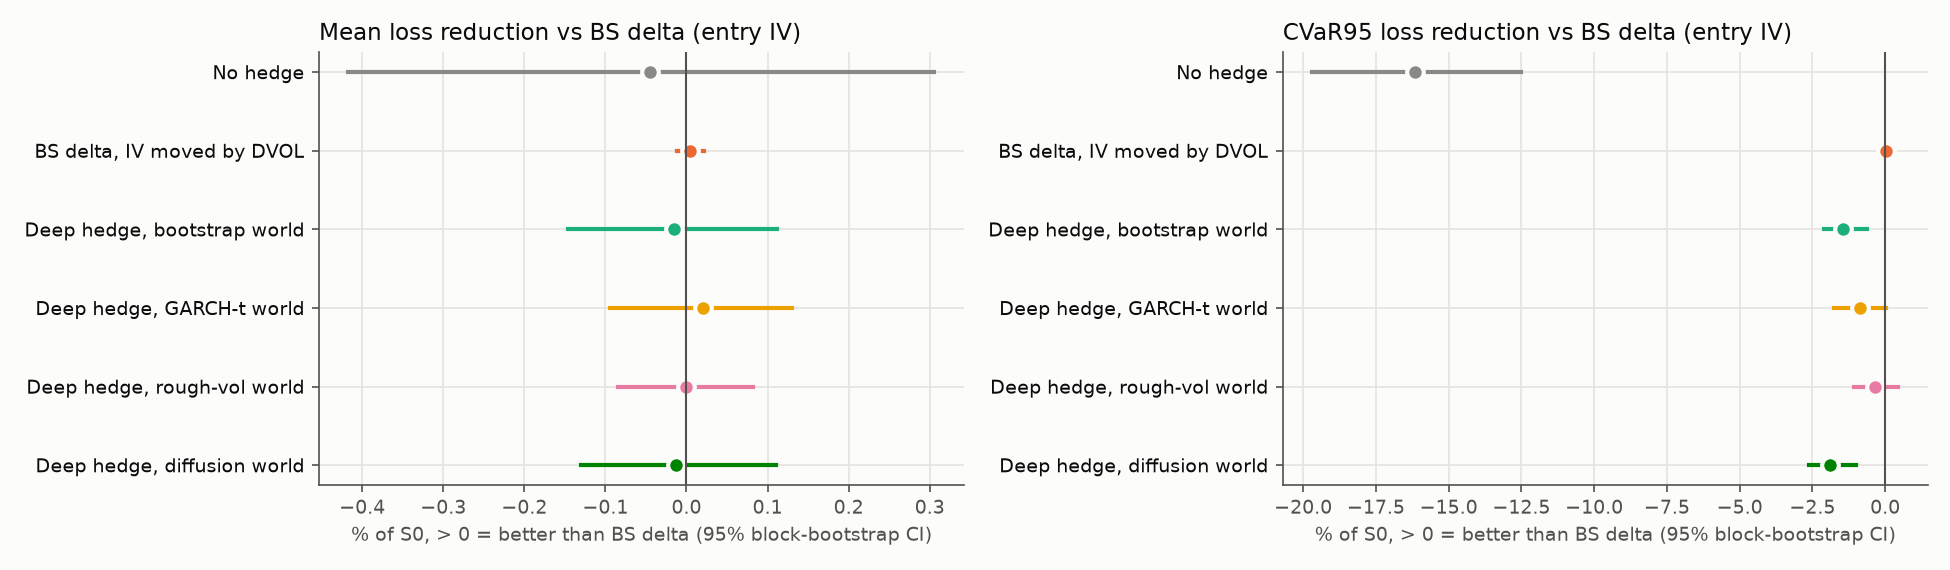 Mean loss reduction vs BS delta (entry IV)
No hedge
BS delta, IV moved by DVOL
Deep hedge, bootstrap world
Deep hedge, GARCH-t world
Deep hedge, rough-vol world
Deep hedge, diffusion world
−0.4 −0.3 −0.2 −0.1 0.0 0.1 0.2 0.3
% of S0, > 0 = better than BS delta (95% block-bootstrap CI)
CVaR95 loss reduction vs BS delta (entry IV)
No hedge
BS delta, IV moved by DVOL
Deep hedge, bootstrap world
Deep hedge, GARCH-t world
Deep hedge, rough-vol world
Deep hedge, diffusion world
−20.0 −17.5 −15.0 −12.5 −10.0 −7.5 −5.0 −2.5 0.0
% of S0, > 0 = better than BS delta (95% block-bootstrap CI)